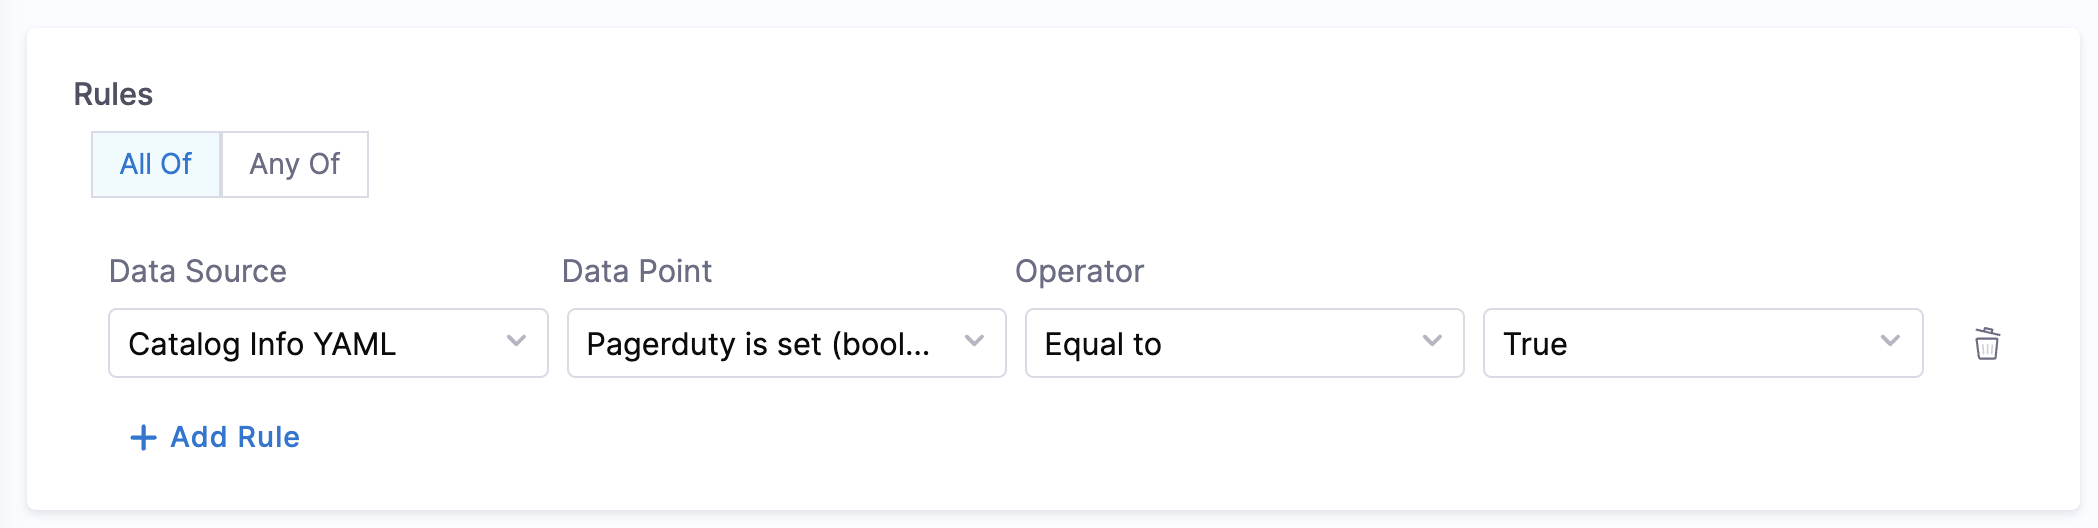 Rules
All Of Any Of
Data Source Data Point Operator
Catalog Info YAML Pagerduty is set (bool... Equal to True
+ Add Rule